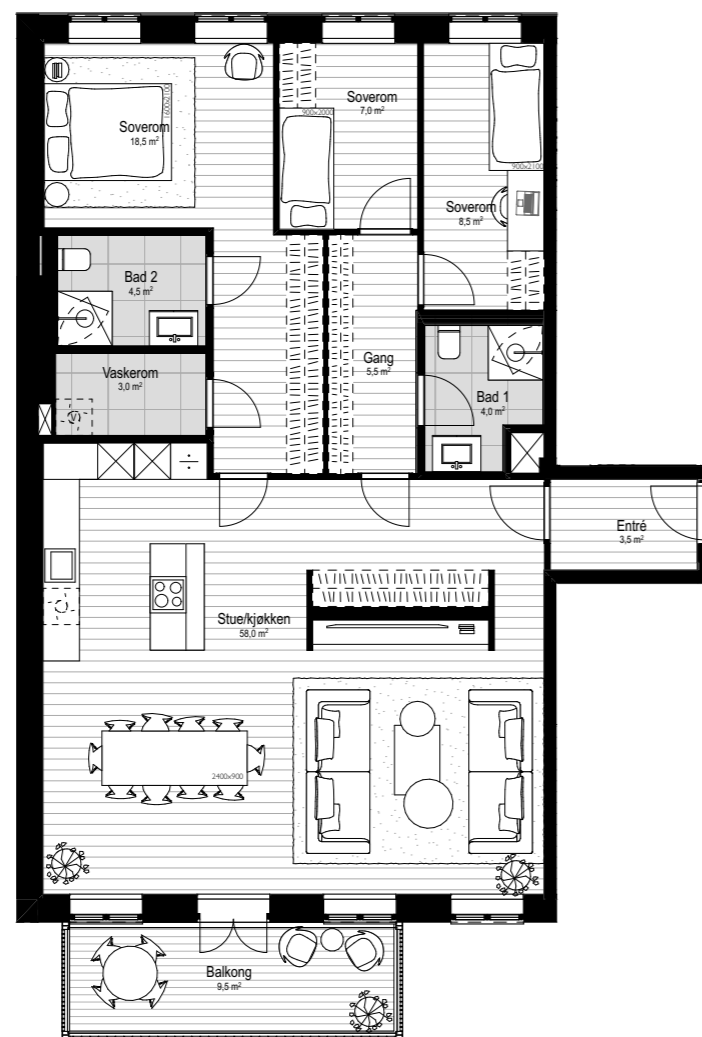 Soverom
7,0 m²
900x2000
Soverom
18,5 m²
1600x2100
900x2100
Soverom
8,5 m²
Bad 2
4,5 m²
Gang
5,5 m²
Vaskerom
3,0 m²
V
Bad 1
4,0 m²
Entré
3,5 m²
Stue/kjøkken
58,0 m²
2400x900
Balkong
9,5 m²